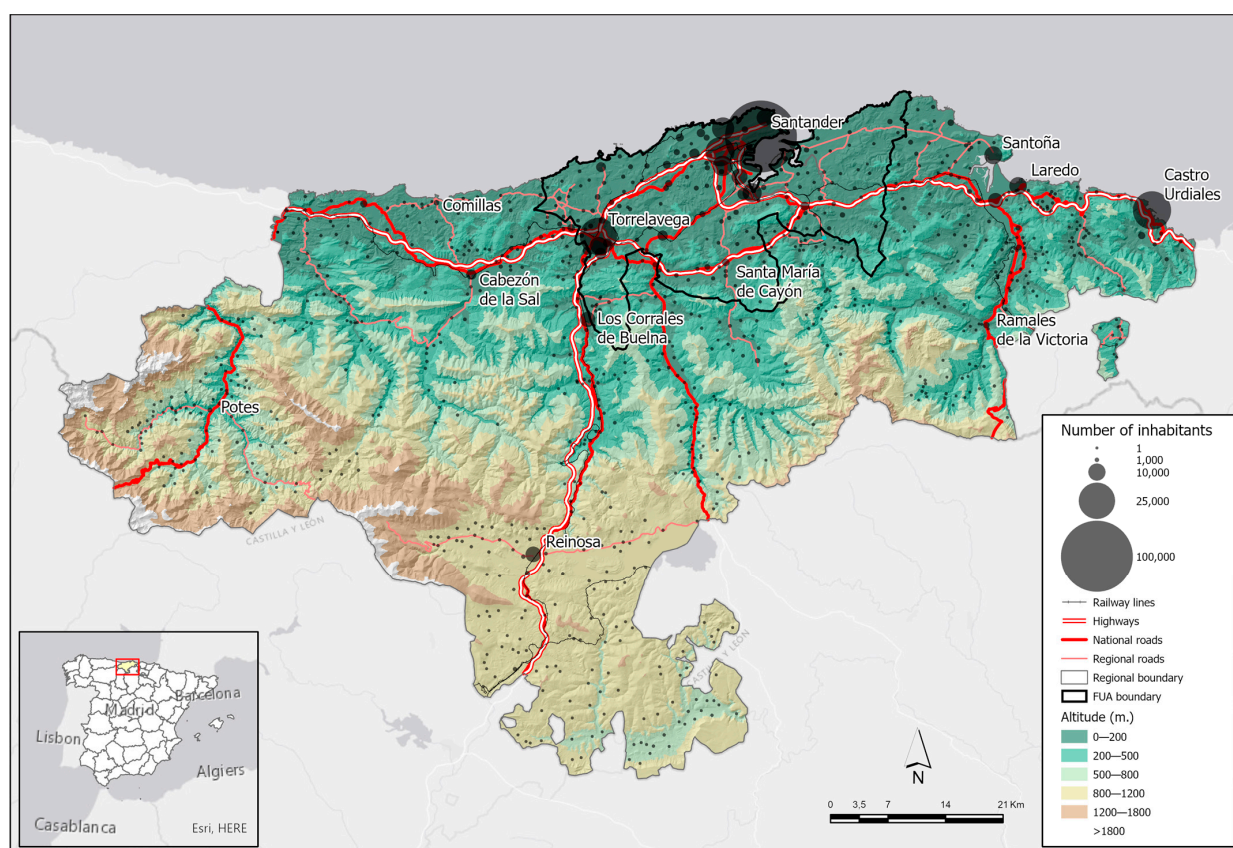 Santander
Santoña
Laredo
Castro
Urdiales
Comillas
Torrelavega
Cabezón
de la Sal
Santa María
de Cayón
Los Corrales
de Buelna
Ramales
de la Victoria
Potes
CASTILLA Y LEÓN
Reinosa
CASTILLA Y LEÓN
Number of inhabitants
1
1,000
10,000
25,000
100,000
Railway lines
Highways
National roads
Regional roads
Regional boundary
FUA boundary
Altitude (m.)
0—200
200—500
500—800
800—1200
1200—1800
>1800
N
0 3,5 7 14 21 Km
Barcelona
Madrid
Lisbon
Algiers
Casablanca
Esri, HERE